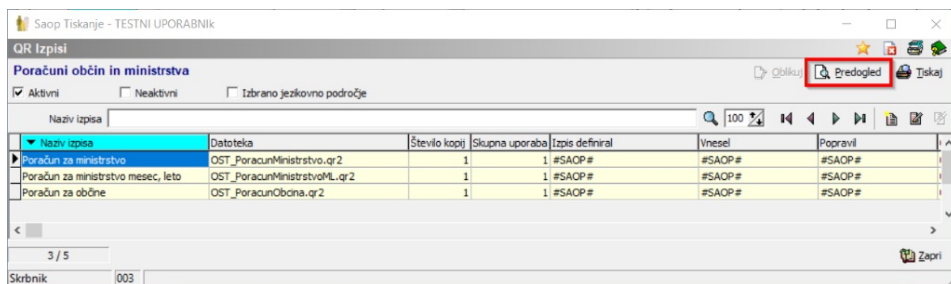 Saop Tiskanje - TESTNI UPORABNIk
QR Izpisi
Poračuni občin in ministrstva Oblikuj Predogled Tiskaj
Aktivni Neaktivni Izbrano jezikovno področje
Naziv izpisa 100
Naziv izpisa Datoteka Število kopij Skupna uporaba Izpis definiral Vnesel Popravil
Poračun za ministrstvo OST_PoracunMinistrstvo.qr2 1 1 #SAOP# #SAOP# #SAOP#
Poračun za ministrstvo mesec, leto OST_PoracunMinistrstvoML.qr2 1 1 #SAOP# #SAOP# #SAOP#
Poračun za občine OST_PoracunObcina.qr2 1 1 #SAOP# #SAOP# #SAOP#
3 / 5 Zapri
Skrbnik 003